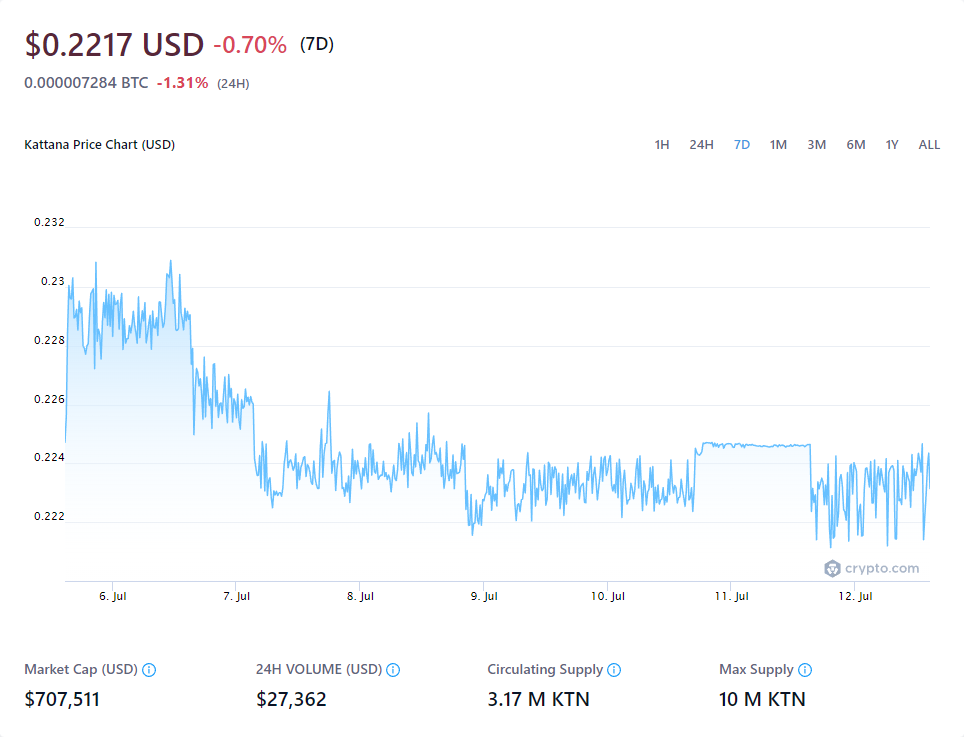 $0.2217 USD -0.70% (7D)
0.000007284 BTC -1.31% (24H)
Kattana Price Chart (USD) 1H 24H 7D 1M 3M 6M 1Y ALL
0.232
0.23
0.228
0.226
0.224
0.222
crypto.com
6. Jul 7. Jul 8. Jul 9. Jul 10. Jul 11. Jul 12. Jul
Market Cap (USD) 24H VOLUME (USD) Circulating Supply Max Supply
$707,511 $27,362 3.17 M KTN 10 M KTN